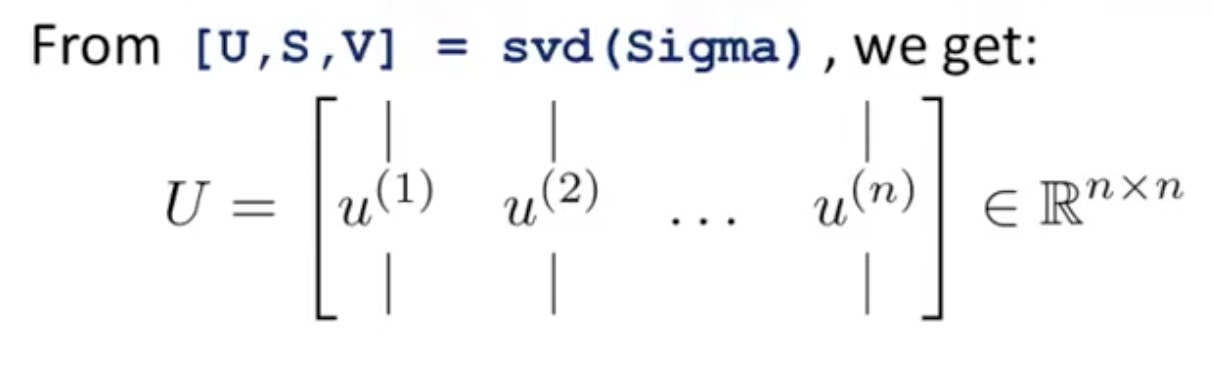 From [U,S,V] = svd(Sigma) , we get:
U = [ | | | u^(1) u^(2) ... u^(n) | | | ] ∈ ℝ^{n×n}